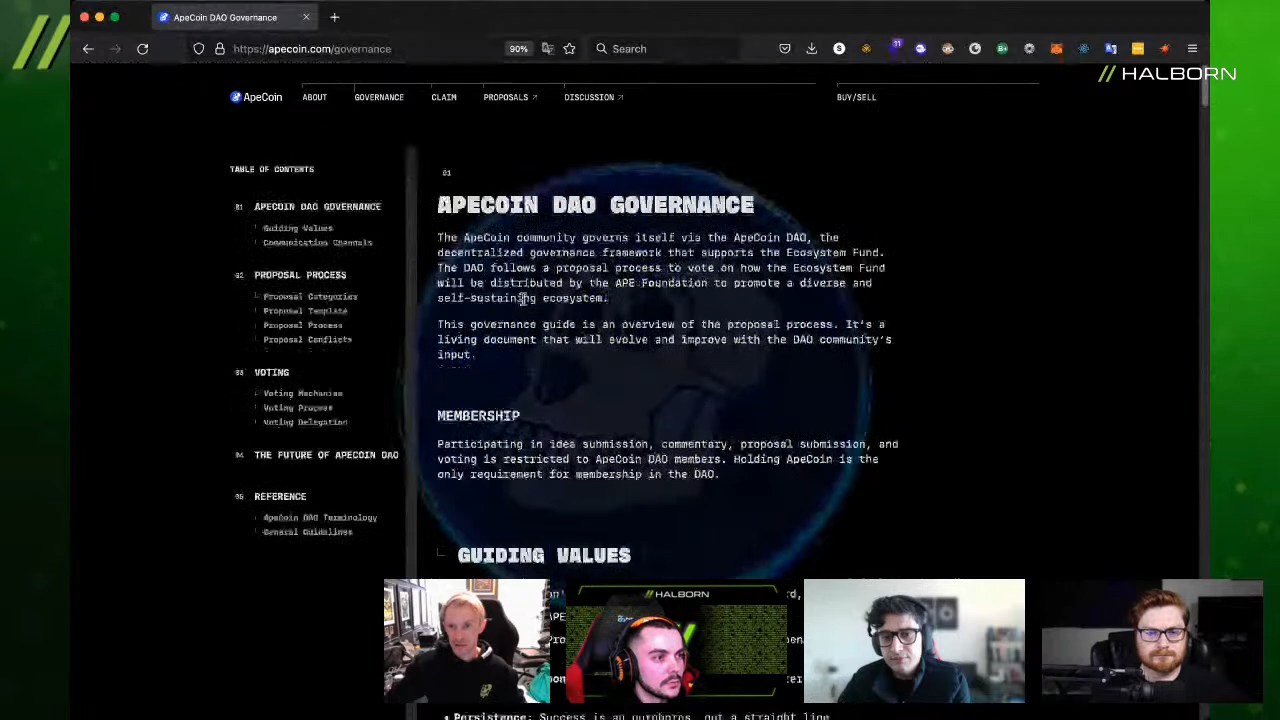 ApeCoin DAO Governance
https://apecoin.com/governance
90%
Search
11
HALBORN
ApeCoin
ABOUT
GOVERNANCE
CLAIM
PROPOSALS
DISCUSSION
BUY/SELL
TABLE OF CONTENTS
01 APECOIN DAO GOVERNANCE
Guiding Values
Communication Channels
02 PROPOSAL PROCESS
Proposal Categories
Proposal Template
Proposal Process
Proposal Conflicts
03 VOTING
Voting Mechanism
Voting Process
Voting Delegation
04 THE FUTURE OF APECOIN DAO
05 REFERENCE
ApeCoin DAO Terminology
General Guidelines
01
APECOIN DAO GOVERNANCE
The ApeCoin community governs itself via the ApeCoin DAO, the
decentralized governance framework that supports the Ecosystem Fund.
The DAO follows a proposal process to vote on how the Ecosystem Fund
will be distributed by the APE Foundation to promote a diverse and
self-sustaining ecosystem.
This governance guide is an overview of the proposal process. It's a
living document that will evolve and improve with the DAO community's
input.
MEMBERSHIP
Participating in idea submission, commentary, proposal submission, and
voting is restricted to ApeCoin DAO members. Holding ApeCoin is the
only requirement for membership in the DAO.
GUIDING VALUES
HALBORN
Persistence: Success is an ouroboros, not a straight line